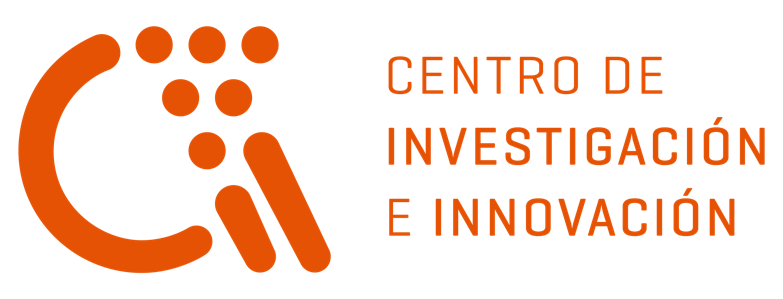 CENTRO DE
INVESTIGACIÓN
E INNOVACIÓN